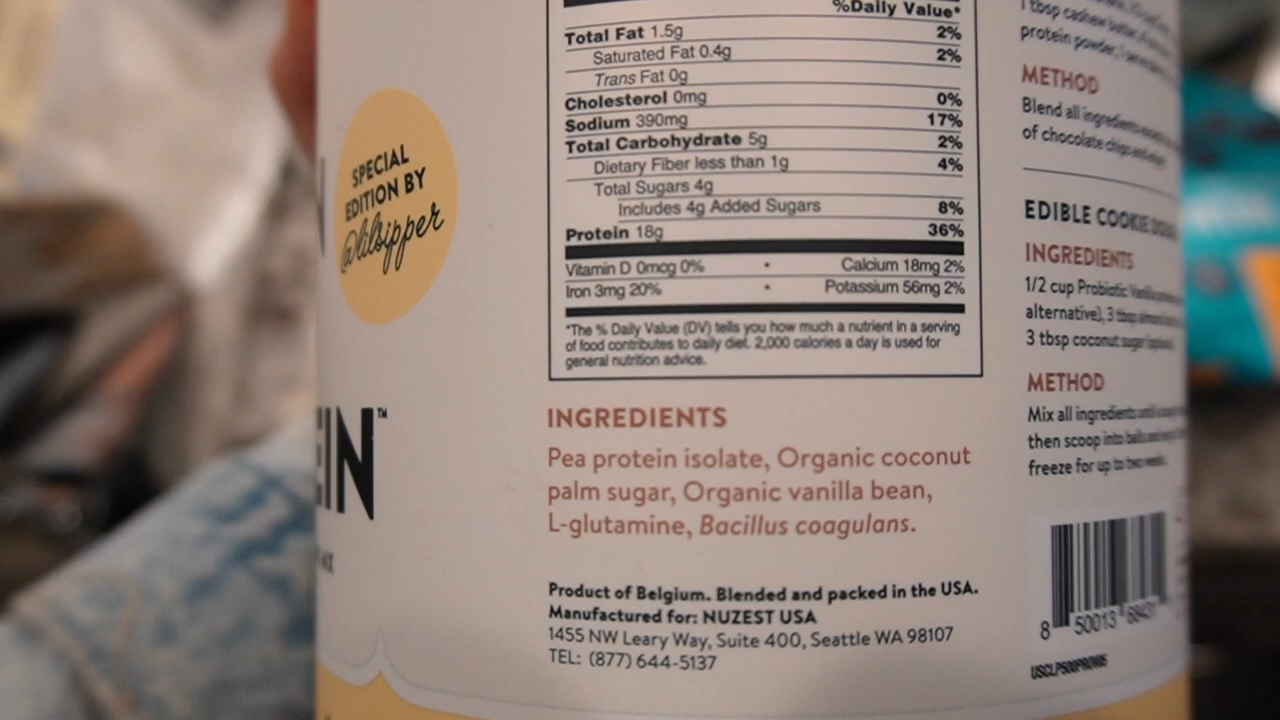 SPECIAL
EDITION BY
@lilsipper
EIN™
MIX
%Daily Value*
Total Fat 1.5g 2%
Saturated Fat 0.4g 2%
Trans Fat 0g
Cholesterol 0mg 0%
Sodium 390mg 17%
Total Carbohydrate 5g 2%
Dietary Fiber less than 1g 4%
Total Sugars 4g
Includes 4g Added Sugars 8%
Protein 18g 36%
Vitamin D 0mcg 0% • Calcium 18mg 2%
Iron 3mg 20% • Potassium 56mg 2%
*The % Daily Value (DV) tells you how much a nutrient in a serving
of food contributes to daily diet. 2,000 calories a day is used for
general nutrition advice.
INGREDIENTS
Pea protein isolate, Organic coconut
palm sugar, Organic vanilla bean,
L-glutamine, Bacillus coagulans.
Product of Belgium. Blended and packed in the USA.
Manufactured for: NUZEST USA
1455 NW Leary Way, Suite 400, Seattle WA 98107
TEL: (877) 644-5137
1 tbsp cashew butter,
protein powder, 1
METHOD
Blend all ingredients except
of chocolate chips and
EDIBLE COOKIE DOUGH
INGREDIENTS
1/2 cup Probiotic Vanilla
alternative), 3 tbsp almond
3 tbsp coconut sugar (optional)
METHOD
Mix all ingredients until a
then scoop into balls and
freeze for up to two weeks.
8 50013 68431
USCLP500PROV05